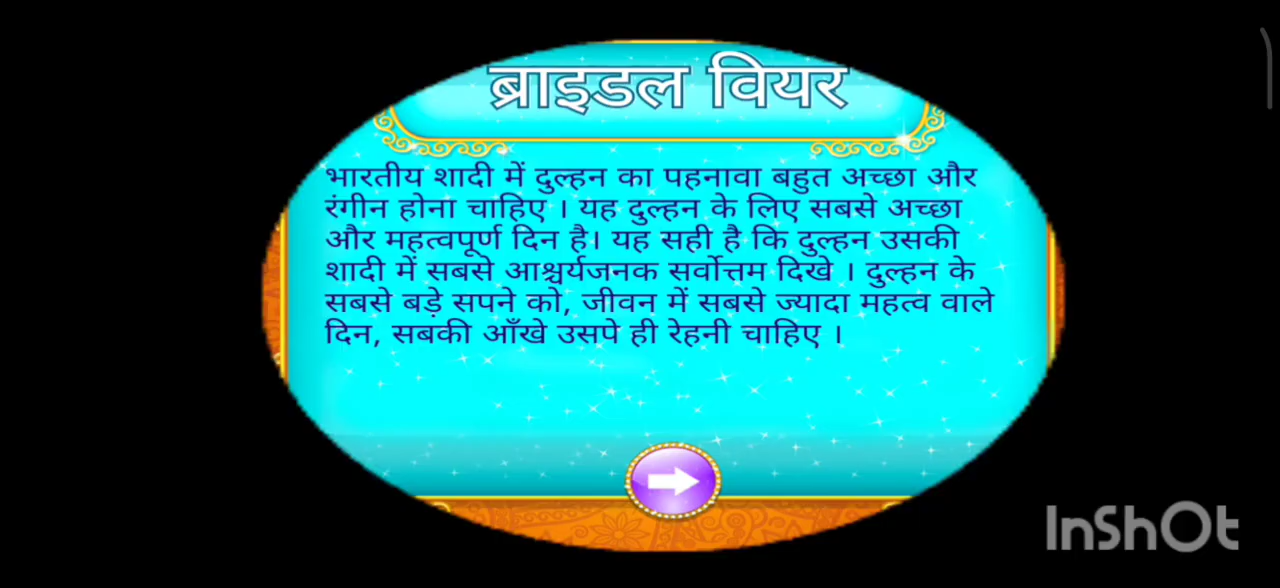 ब्राइडल वियर
भारतीय शादी में दुल्हन का पहनावा बहुत अच्छा और
रंगीन होना चाहिए । यह दुल्हन के लिए सबसे अच्छा
और महत्वपूर्ण दिन है। यह सही है कि दुल्हन उसकी
शादी में सबसे आश्चर्यजनक सर्वोत्तम दिखे । दुल्हन के
सबसे बड़े सपने को, जीवन में सबसे ज्यादा महत्व वाले
दिन, सबकी आँखे उसपे ही रेहनी चाहिए ।
InShOt